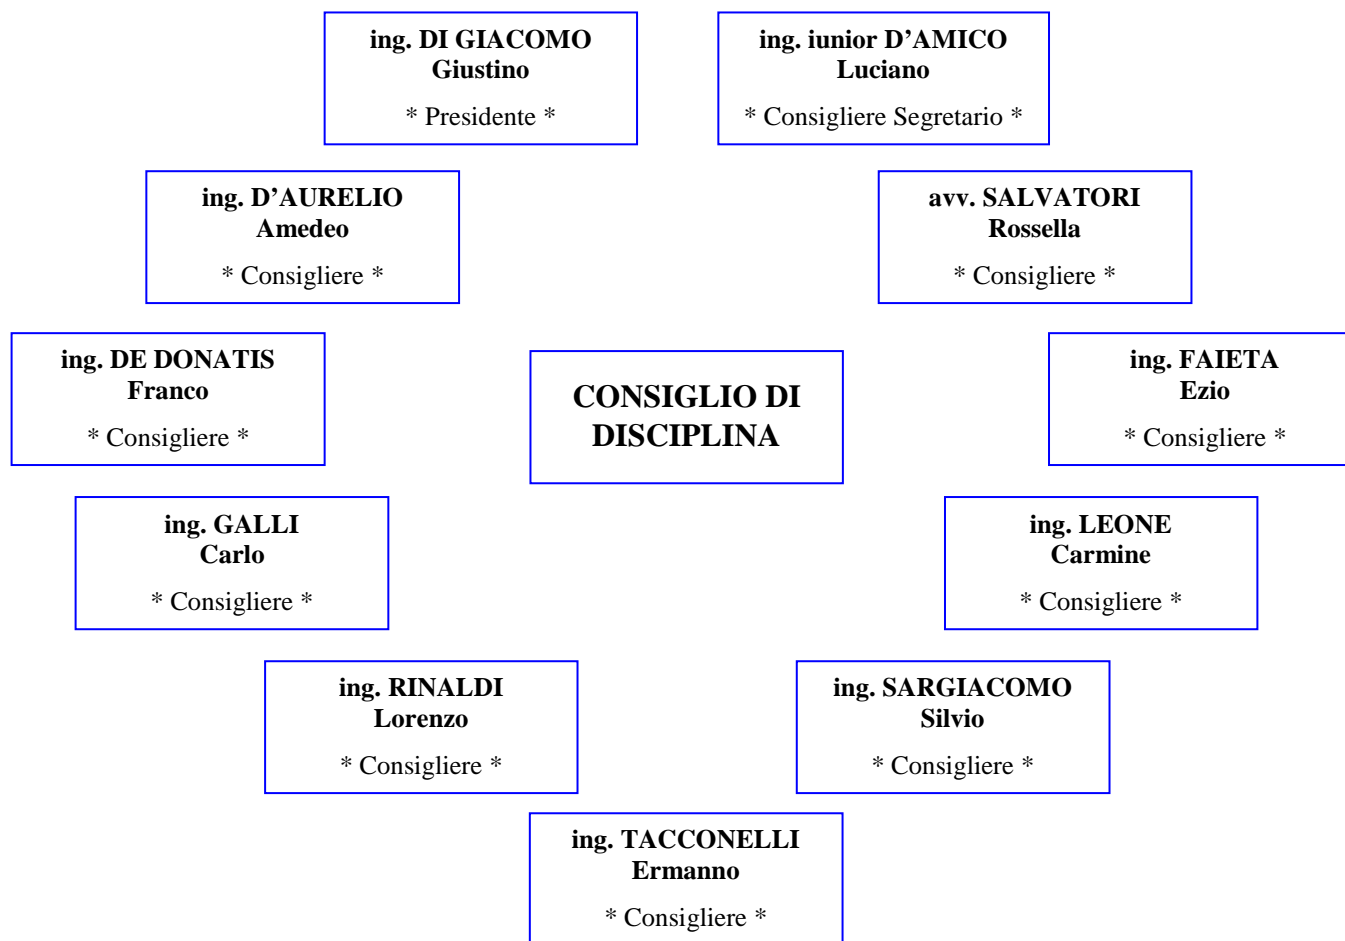 ing. DI GIACOMO
Giustino
* Presidente *
ing. iunior D’AMICO
Luciano
* Consigliere Segretario *
ing. D’AURELIO
Amedeo
* Consigliere *
avv. SALVATORI
Rossella
* Consigliere *
ing. DE DONATIS
Franco
* Consigliere *
CONSIGLIO DI
DISCIPLINA
ing. FAIETA
Ezio
* Consigliere *
ing. GALLI
Carlo
* Consigliere *
ing. LEONE
Carmine
* Consigliere *
ing. RINALDI
Lorenzo
* Consigliere *
ing. SARGIACOMO
Silvio
* Consigliere *
ing. TACCONELLI
Ermanno
* Consigliere *